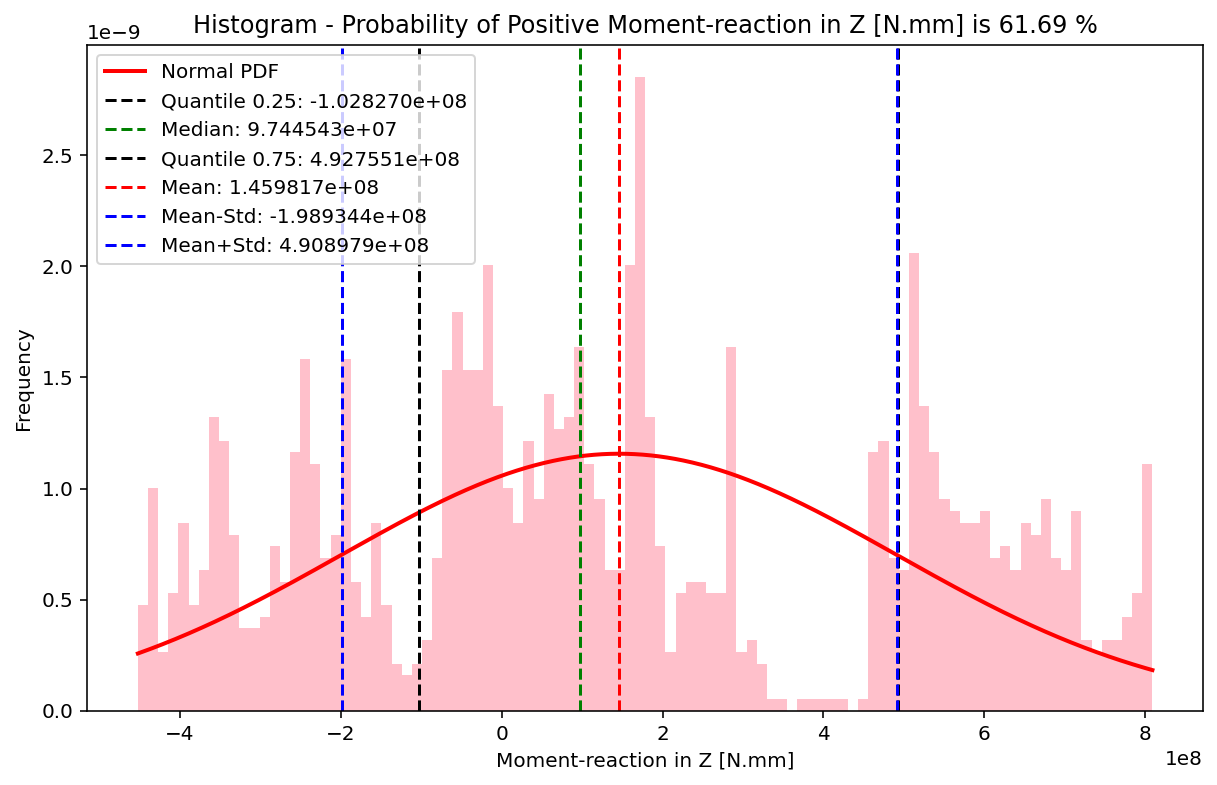 Histogram - Probability of Positive Moment-reaction in Z [N.mm] is 61.69 %
1e−9
Normal PDF
Quantile 0.25: -1.028270e+08
Median: 9.744543e+07
Quantile 0.75: 4.927551e+08
Mean: 1.459817e+08
Mean-Std: -1.989344e+08
Mean+Std: 4.908979e+08
Frequency
2.5
2.0
1.5
1.0
0.5
0.0
−4 −2 0 2 4 6 8
1e8
Moment-reaction in Z [N.mm]